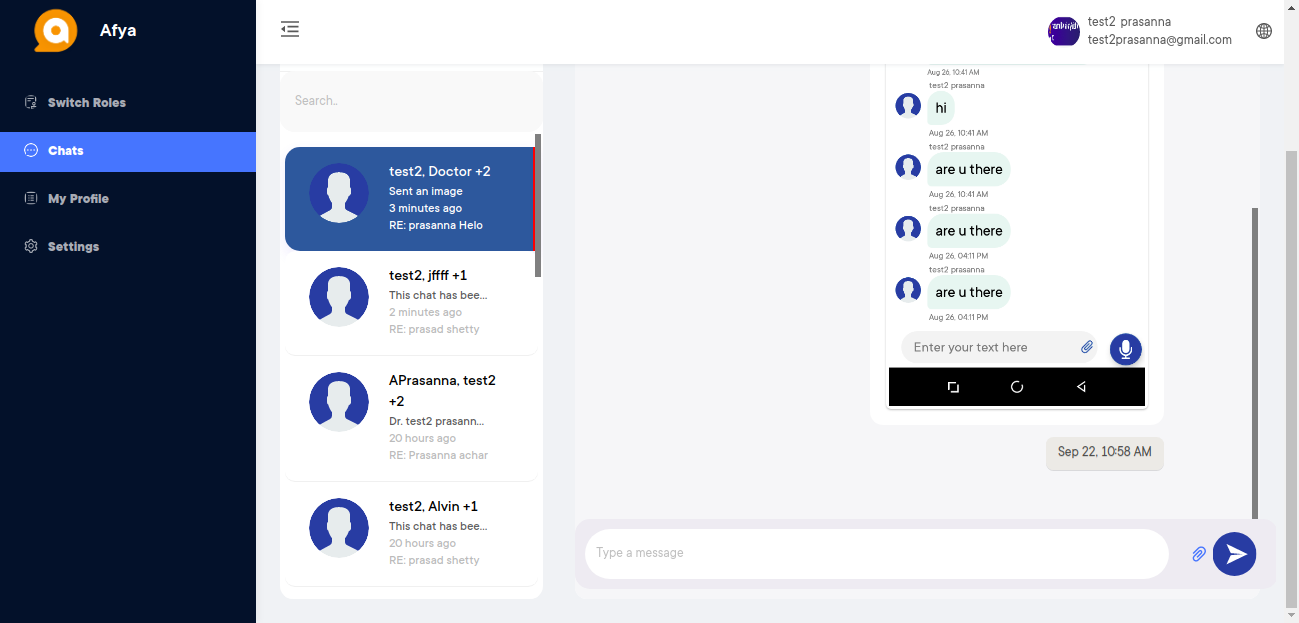 Afya
Switch Roles
Chats
My Profile
Settings
test2 prasanna
test2prasanna@gmail.com
Search..
test2, Doctor +2
Sent an image
3 minutes ago
RE: prasanna Helo
test2, jffff +1
This chat has bee...
2 minutes ago
RE: prasad shetty
APrasanna, test2
+2
Dr. test2 prasann...
20 hours ago
RE: Prasanna achar
test2, Alvin +1
This chat has bee...
20 hours ago
RE: prasad shetty
Aug 26, 10:41 AM
test2 prasanna
hi
Aug 26, 10:41 AM
test2 prasanna
are u there
Aug 26, 10:41 AM
test2 prasanna
are u there
Aug 26, 04:11 PM
test2 prasanna
are u there
Aug 26, 04:11 PM
Enter your text here
Sep 22, 10:58 AM
Type a message